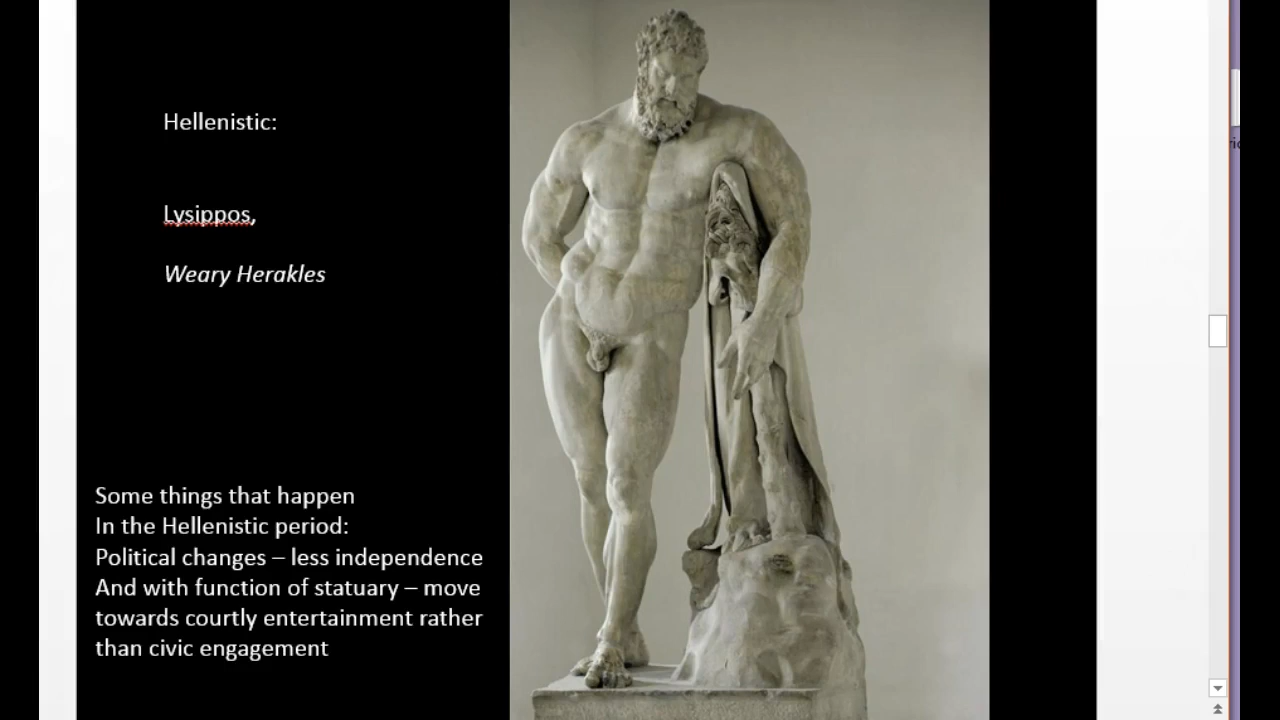 Hellenistic:
Lysippos,
Weary Herakles
Some things that happen
In the Hellenistic period:
Political changes – less independence
And with function of statuary – move
towards courtly entertainment rather
than civic engagement